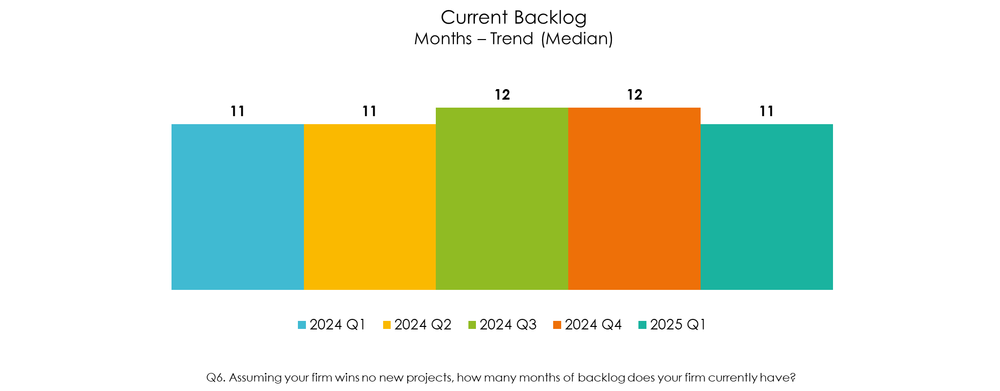 Current Backlog
Months – Trend (Median)
11 11 12 12 11
2024 Q1 2024 Q2 2024 Q3 2024 Q4 2025 Q1
Q6. Assuming your firm wins no new projects, how many months of backlog does your firm currently have?